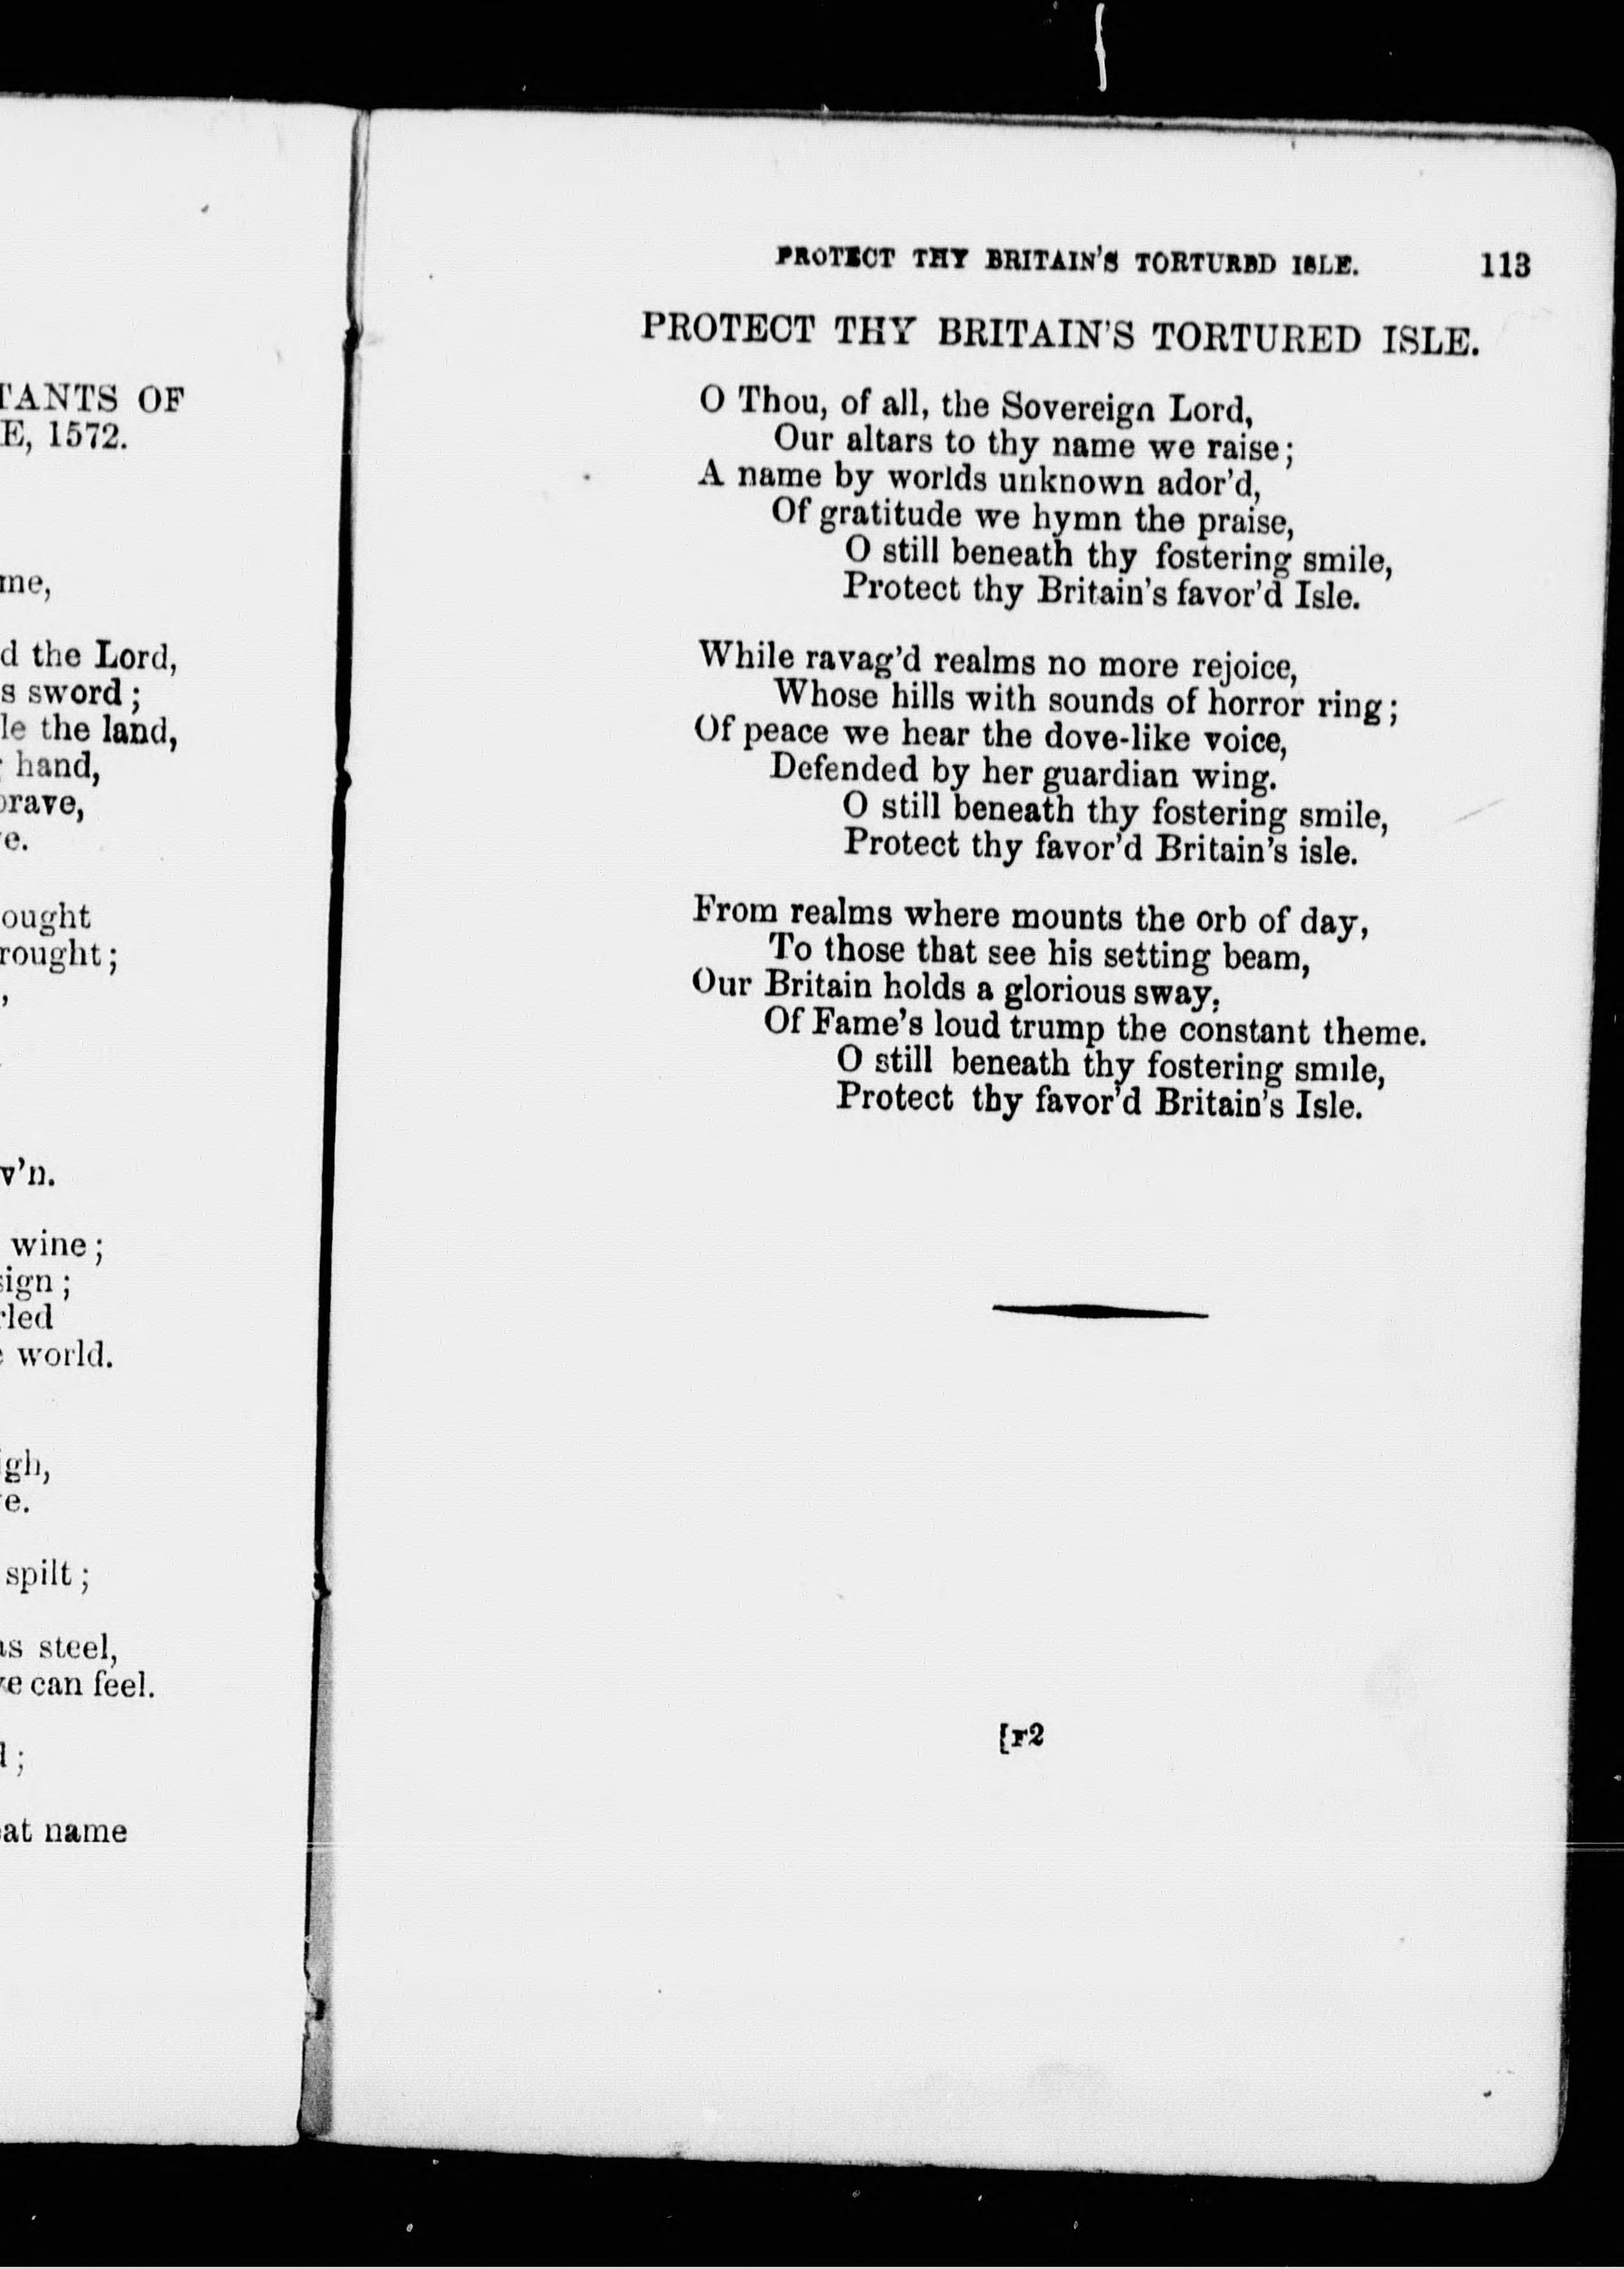 TANTS OF
E, 1572.
me,
d the Lord,
s sword;
le the land,
hand,
brave,
e.
ought
rought;
,
v'n.
wine;
sign;
rled
world.
igh,
e.
spilt;
as steel,
ve can feel.
d;
at name
PROTECT THY BRITAIN'S TORTURED ISLE. 113
PROTECT THY BRITAIN'S TORTURED ISLE.
O Thou, of all, the Sovereign Lord,
Our altars to thy name we raise;
A name by worlds unknown ador'd,
Of gratitude we hymn the praise,
O still beneath thy fostering smile,
Protect thy Britain's favor'd Isle.
While ravag'd realms no more rejoice,
Whose hills with sounds of horror ring;
Of peace we hear the dove-like voice,
Defended by her guardian wing.
O still beneath thy fostering smile,
Protect thy favor'd Britain's isle.
From realms where mounts the orb of day,
To those that see his setting beam,
Our Britain holds a glorious sway,
Of Fame's loud trump the constant theme.
O still beneath thy fostering smile,
Protect thy favor'd Britain's Isle.
[F2